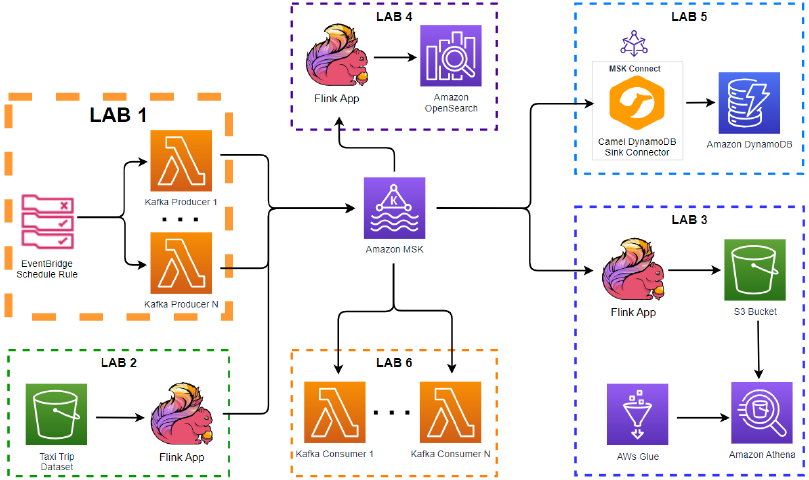 LAB 1
EventBridge
Schedule Rule
Kafka Producer 1
Kafka Producer N
LAB 2
Taxi Trip
Dataset
Flink App
LAB 4
Flink App
Amazon
OpenSearch
K
Amazon MSK
LAB 6
Kafka Consumer 1
Kafka Consumer N
LAB 5
MSK Connect
Camel DynamoDB
Sink Connector
Amazon DynamoDB
LAB 3
Flink App
S3 Bucket
AWs Glue
Amazon Athena